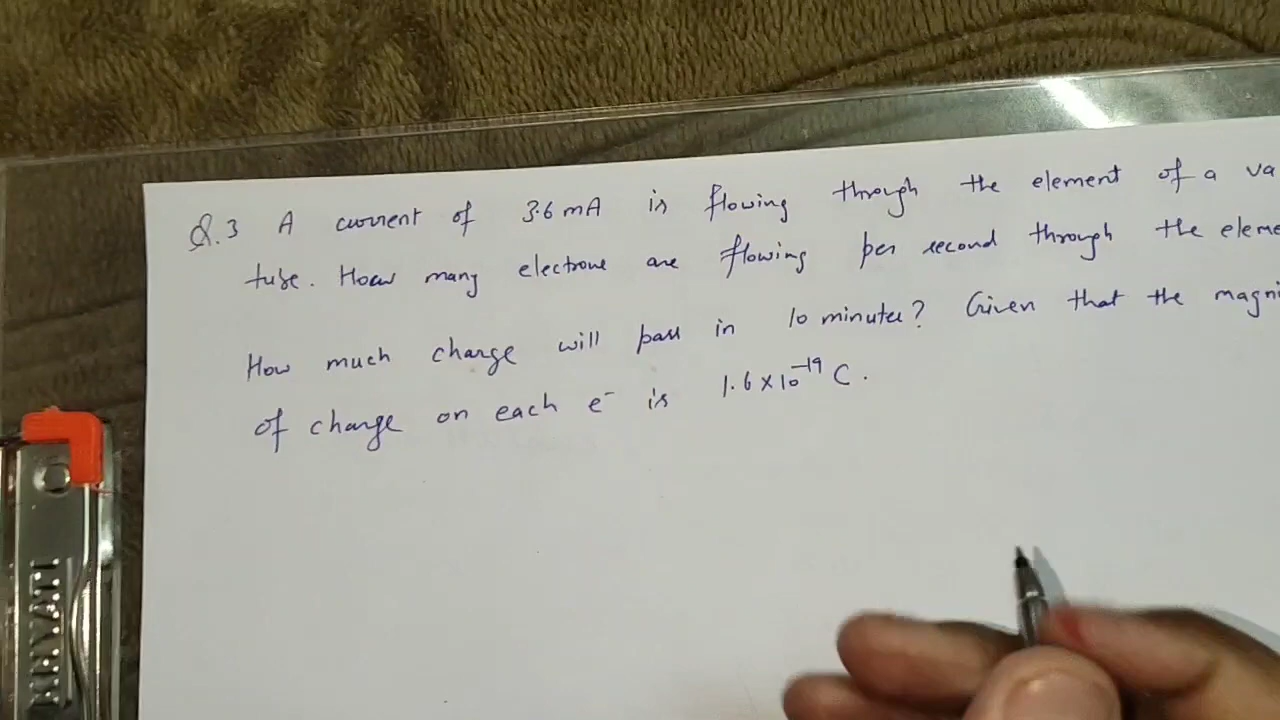 Q.3 A current of 3.6 mA is flowing through the element of a va
tube. How many electrons are flowing per second through the eleme
How much charge will pass in 10 minutes? Given that the magni
of charge on each e⁻ is 1.6×10⁻¹⁹ C.
KHYATI